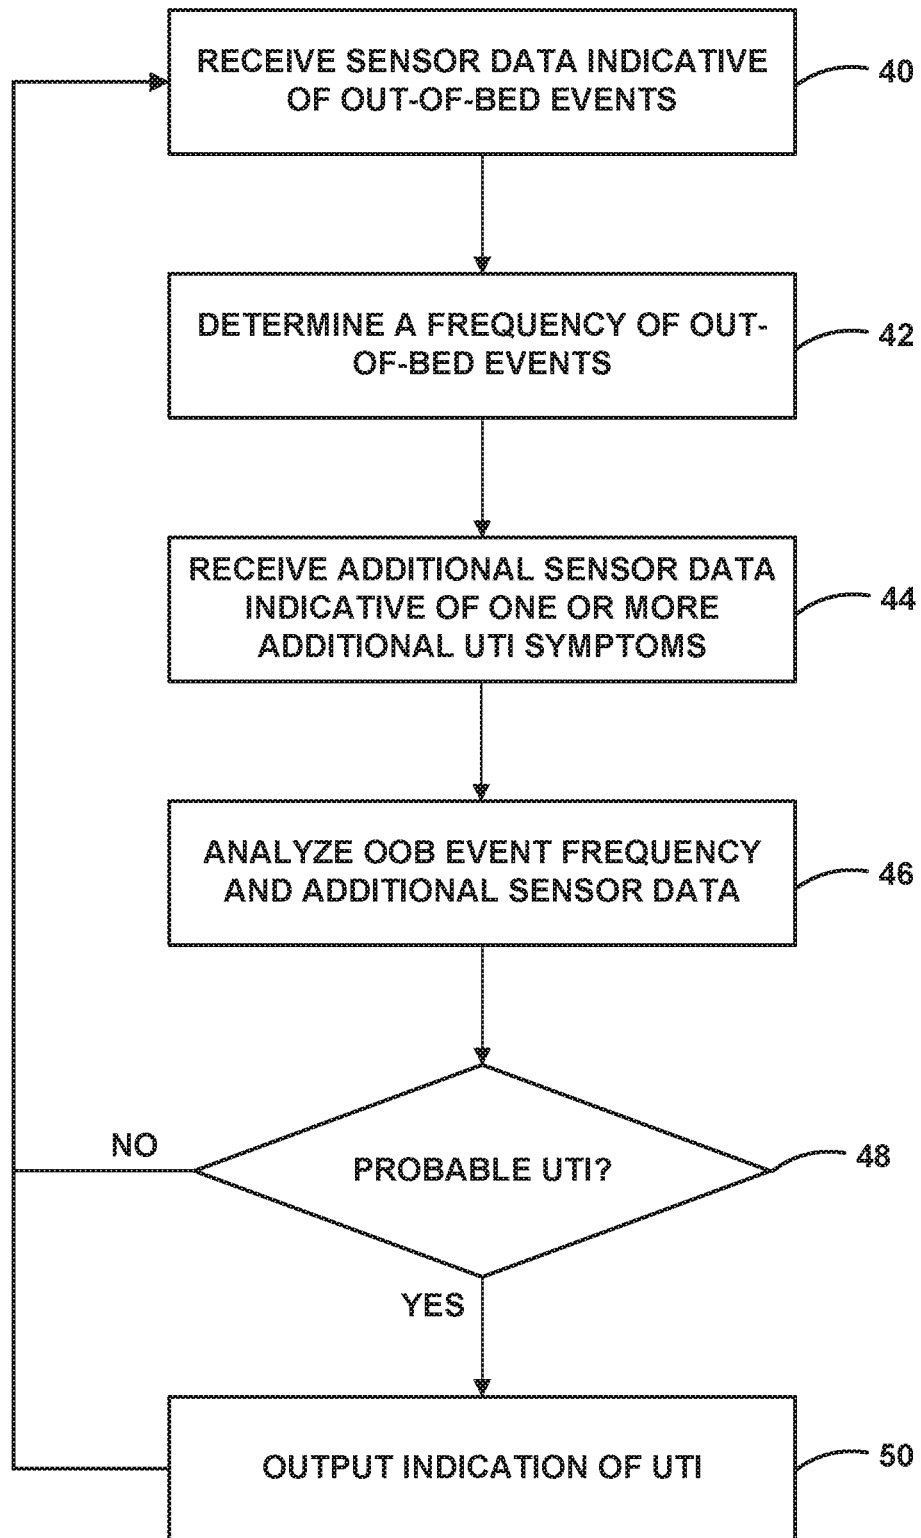 RECEIVE SENSOR DATA INDICATIVE
OF OUT-OF-BED EVENTS
40
DETERMINE A FREQUENCY OF OUT-
OF-BED EVENTS
42
RECEIVE ADDITIONAL SENSOR DATA
INDICATIVE OF ONE OR MORE
ADDITIONAL UTI SYMPTOMS
44
ANALYZE OOB EVENT FREQUENCY
AND ADDITIONAL SENSOR DATA
46
NO
PROBABLE UTI?
48
YES
OUTPUT INDICATION OF UTI
50